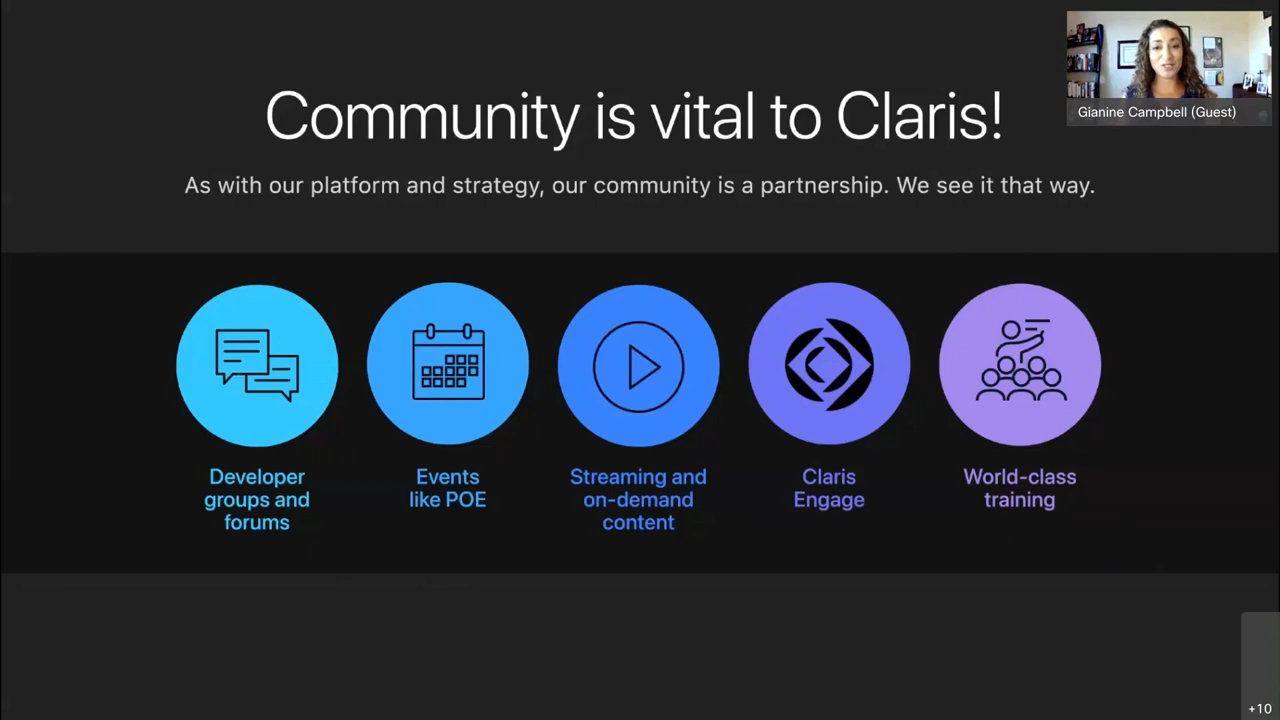 Community is vital to Claris!
Gianine Campbell (Guest)
As with our platform and strategy, our community is a partnership. We see it that way.
Developer
groups and
forums
Events
like POE
Streaming and
on-demand
content
Claris
Engage
World-class
training
+10